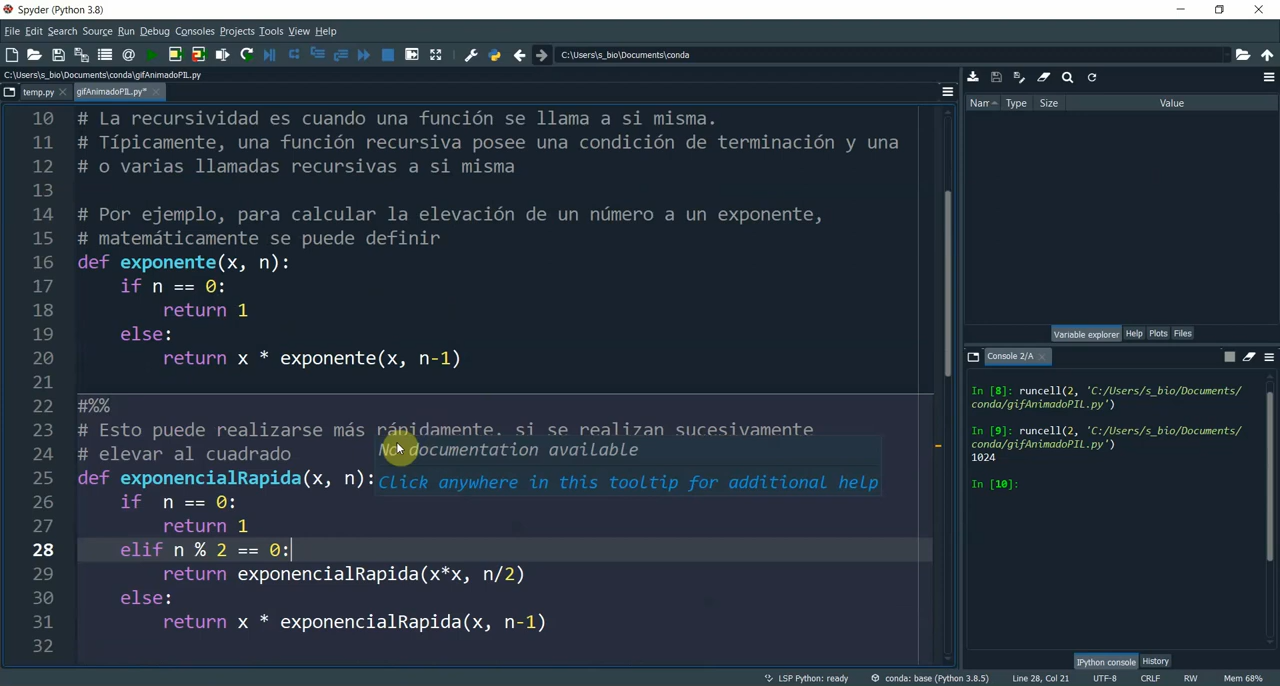 Spyder (Python 3.8)
File Edit Search Source Run Debug Consoles Projects Tools View Help
C:\Users\s_bio\Documents\conda
C:\Users\s_bio\Documents\conda\gifAnimadoPIL.py
temp.py
gifAnimadoPIL.py*
10 # La recursividad es cuando una función se llama a si misma.
11 # Típicamente, una función recursiva posee una condición de terminación y una
12 # o varias llamadas recursivas a si misma
13
14 # Por ejemplo, para calcular la elevación de un número a un exponente,
15 # matemáticamente se puede definir
16 def exponente(x, n):
17 if n == 0:
18 return 1
19 else:
20 return x * exponente(x, n-1)
21
22 #%%
23 # Esto puede realizarse más rápidamente, si se realizan sucesivamente
24 # elevar al cuadrado
No documentation available
Click anywhere in this tooltip for additional help
25 def exponencialRapida(x, n):
26 if n == 0:
27 return 1
28 elif n % 2 == 0:
29 return exponencialRapida(x*x, n/2)
30 else:
31 return x * exponencialRapida(x, n-1)
32
Nam Type Size Value
Variable explorer Help Plots Files
Console 2/A
In [8]: runcell(2, 'C:/Users/s_bio/Documents/
conda/gifAnimadoPIL.py')
In [9]: runcell(2, 'C:/Users/s_bio/Documents/
conda/gifAnimadoPIL.py')
1024
In [10]:
IPython console History
LSP Python: ready conda: base (Python 3.8.5) Line 28, Col 21 UTF-8 CRLF RW Mem 68%